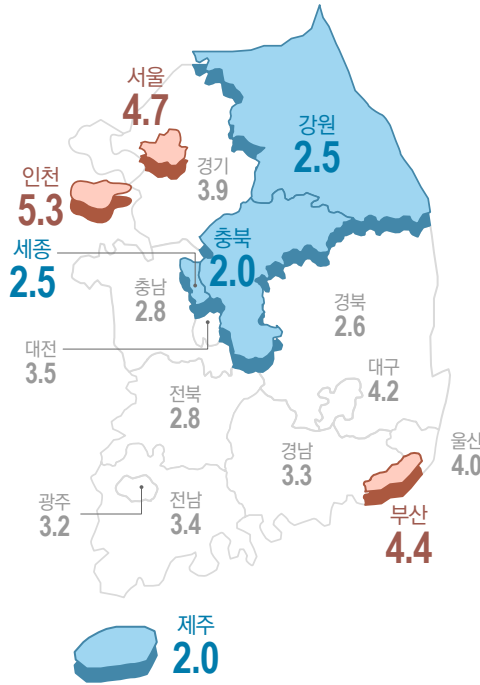 서울
4.7
강원
2.5
경기
3.9
인천
5.3
세종
2.5
충북
2.0
충남
2.8
경북
2.6
대전
3.5
대구
4.2
전북
2.8
경남
3.3
울산
4.0
광주
3.2
전남
3.4
부산
4.4
제주
2.0